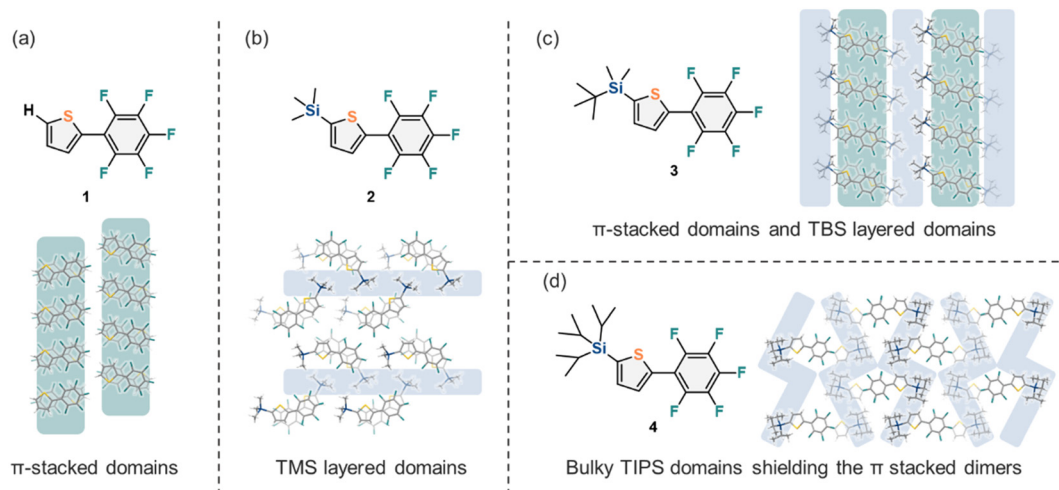 (a)
H
S
F
F
F
F
F
1
π-stacked domains
(b)
Si
S
F
F
F
F
F
2
TMS layered domains
(c)
Si
S
F
F
F
F
F
3
π-stacked domains and TBS layered domains
(d)
Si
S
F
F
F
F
F
4
Bulky TIPS domains shielding the π stacked dimers